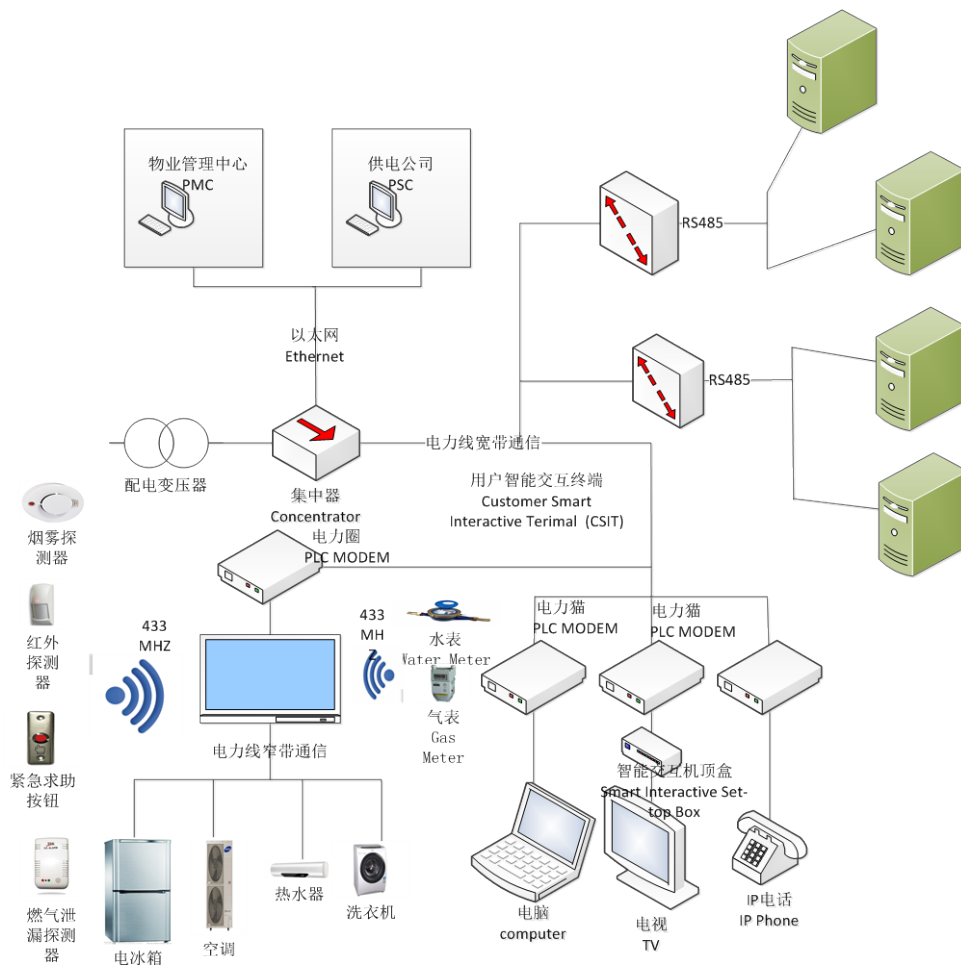 物业管理中心
PMC
供电公司
PSC
RS485
以太网
Ethernet
RS485
电力线宽带通信
配电变压器
集中器
Concentrator
用户智能交互终端
Customer Smart
Interactive Terimal（CSIT）
电力圈
PLC MODEM
烟雾探
测器
红外
探测
器
紧急求助
按钮
燃气泄
漏探测
器
433
MHZ
433
MH
Z
水表
Water Meter
气表
Gas
Meter
电力猫
PLC MODEM
电力猫
PLC MODEM
电力线窄带通信
智能交互机顶盒
Smart Interactive Set-
top Box
电冰箱
空调
热水器
洗衣机
电脑
computer
电视
TV
IP电话
IP Phone